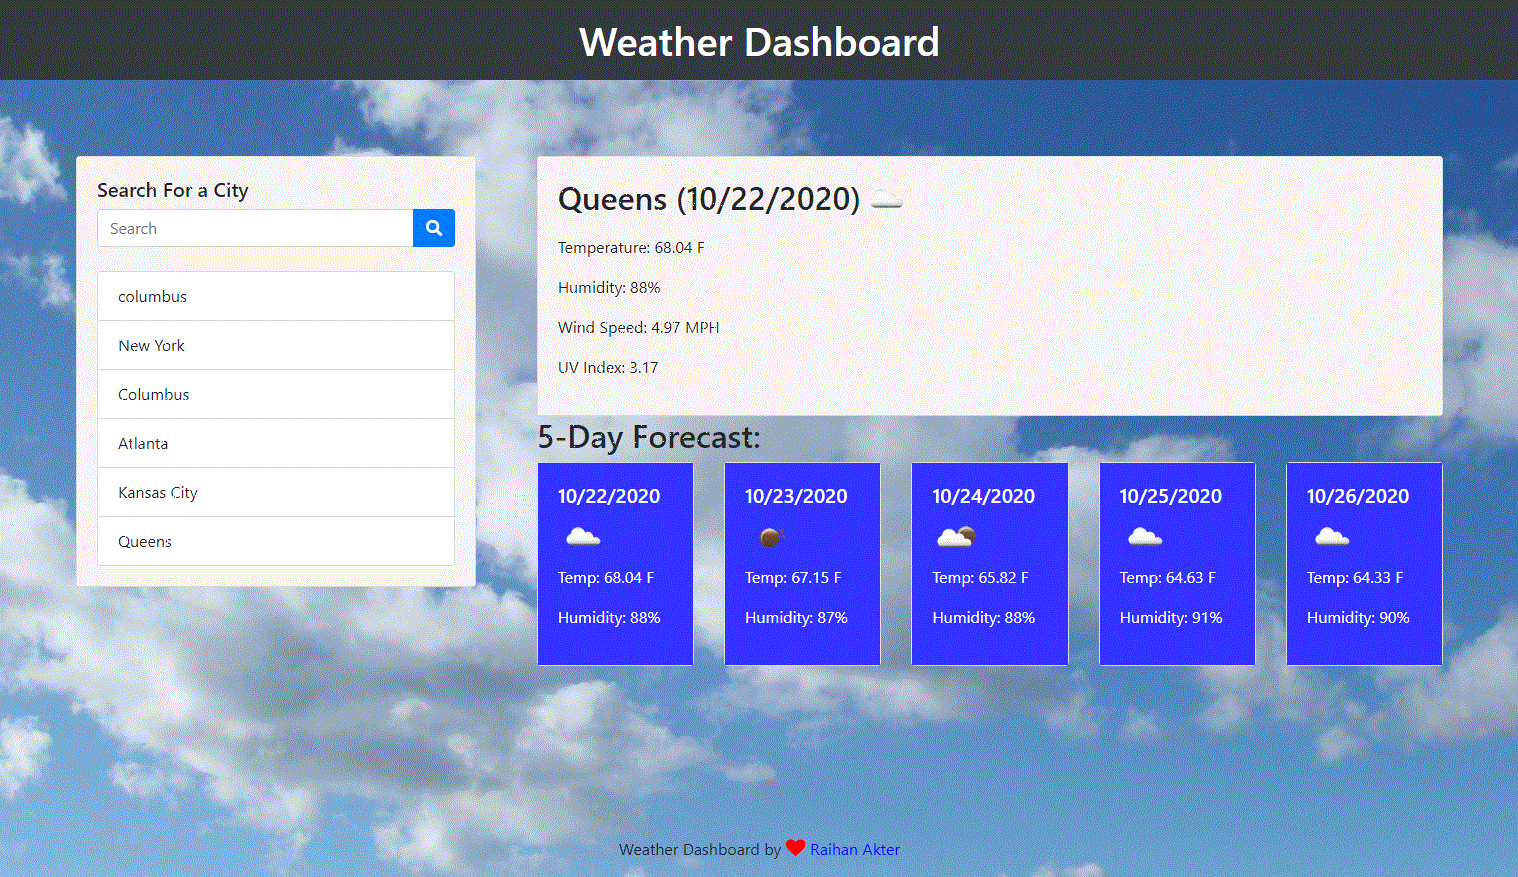 Weather Dashboard
Search For a City
Search
columbus
New York
Columbus
Atlanta
Kansas City
Queens
Queens (10/22/2020)
Temperature: 68.04 F
Humidity: 88%
Wind Speed: 4.97 MPH
UV Index: 3.17
5-Day Forecast:
10/22/2020
Temp: 68.04 F
Humidity: 88%
10/23/2020
Temp: 67.15 F
Humidity: 87%
10/24/2020
Temp: 65.82 F
Humidity: 88%
10/25/2020
Temp: 64.63 F
Humidity: 91%
10/26/2020
Temp: 64.33 F
Humidity: 90%
Weather Dashboard by Raihan Akter